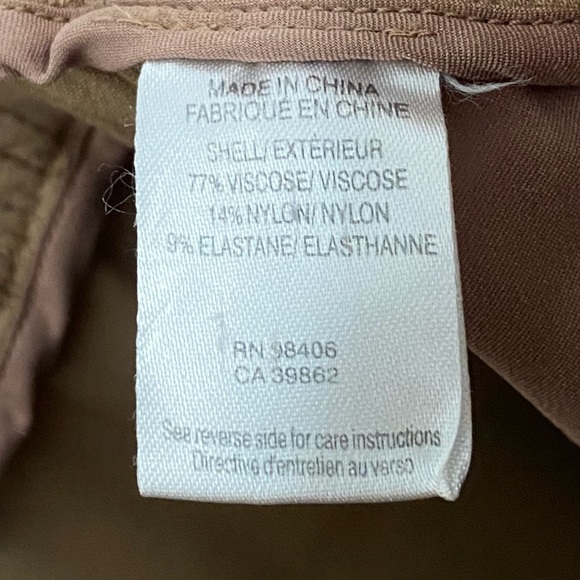 MADE IN CHINA
FABRIQUÉ EN CHINE
SHELL/ EXTÉRIEUR
77% VISCOSE/ VISCOSE
14% NYLON/ NYLON
9% ELASTANE/ ELASTHANNE
RN 98406
CA 39862
See reverse side for care instructions
Directive d'entretien au verso